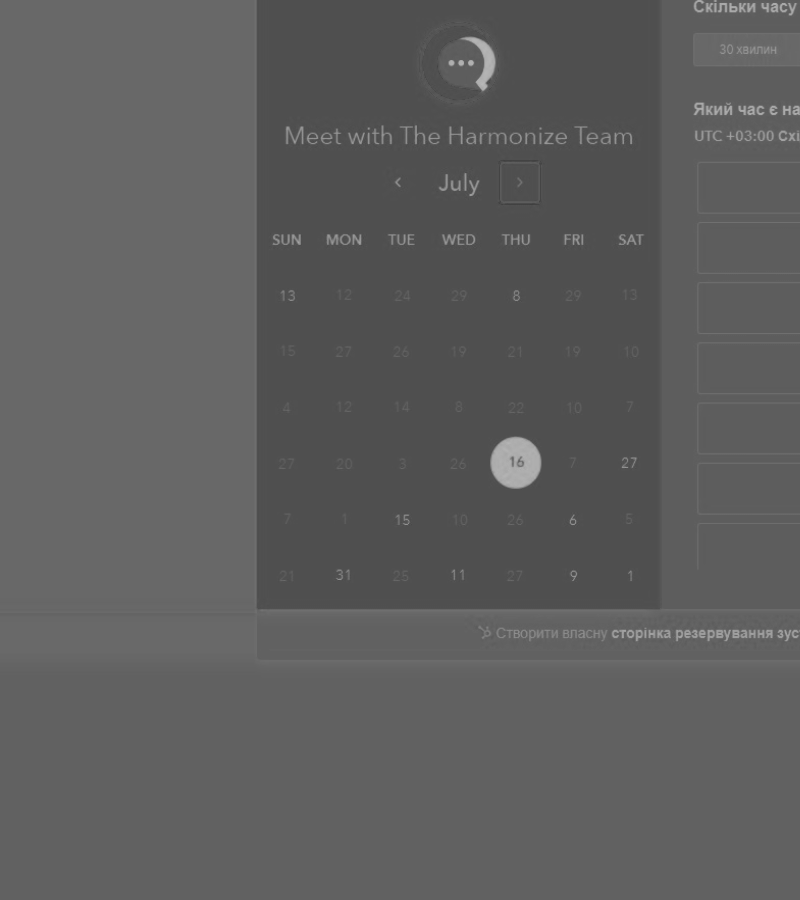 Скільки часу
30 хвилин
Meet with The Harmonize Team
Який час є на
UTC +03:00 Схі
July
SUN MON TUE WED THU FRI SAT
13 12 24 29 8 29 13
15 27 26 19 21 19 10
4 12 14 8 22 10 7
27 20 3 26 16 7 27
7 1 15 10 26 6 5
21 31 25 11 27 9 1
Створити власну сторінка резервування зус